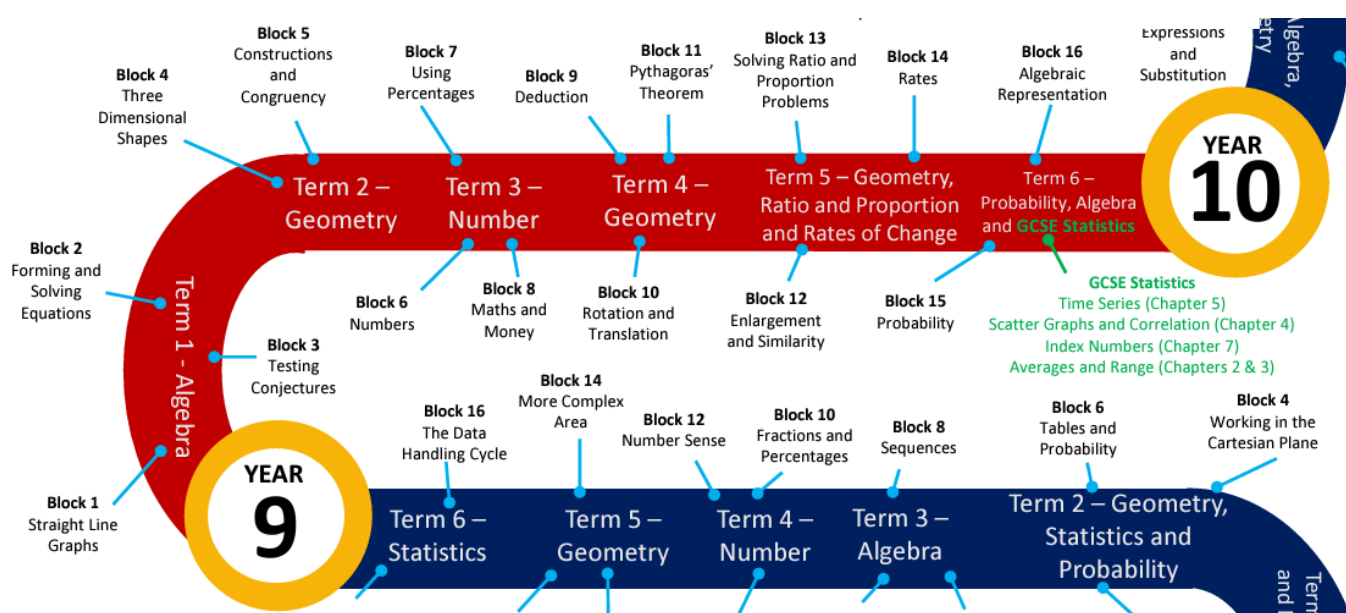 Block 5
Constructions
and
Congruency
Block 7
Using
Percentages
Block 11
Pythagoras’
Theorem
Block 13
Solving Ratio and
Proportion
Problems
Block 14
Rates
Block 16
Algebraic
Representation
Expressions
and
Substitution
Algebra,
Block 4
Three
Dimensional
Shapes
Block 9
Deduction
YEAR
10
Term 2 –
Geometry
Term 3 –
Number
Term 4 –
Geometry
Term 5 – Geometry,
Ratio and Proportion
and Rates of Change
Term 6 –
Probability, Algebra
and GCSE Statistics
Block 2
Forming and
Solving
Equations
Term 1 - Algebra
Block 3
Testing
Conjectures
Block 6
Numbers
Block 8
Maths and
Money
Block 10
Rotation and
Translation
Block 12
Enlargement
and Similarity
Block 15
Probability
GCSE Statistics
Time Series (Chapter 5)
Scatter Graphs and Correlation (Chapter 4)
Index Numbers (Chapter 7)
Averages and Range (Chapters 2 & 3)
Block 1
Straight Line
Graphs
YEAR
9
Block 16
The Data
Handling Cycle
Block 14
More Complex
Area
Block 12
Number Sense
Block 10
Fractions and
Percentages
Block 8
Sequences
Block 6
Tables and
Probability
Block 4
Working in the
Cartesian Plane
Term 6 –
Statistics
Term 5 –
Geometry
Term 4 –
Number
Term 3 –
Algebra
Term 2 – Geometry,
Statistics and
Probability
Term
and